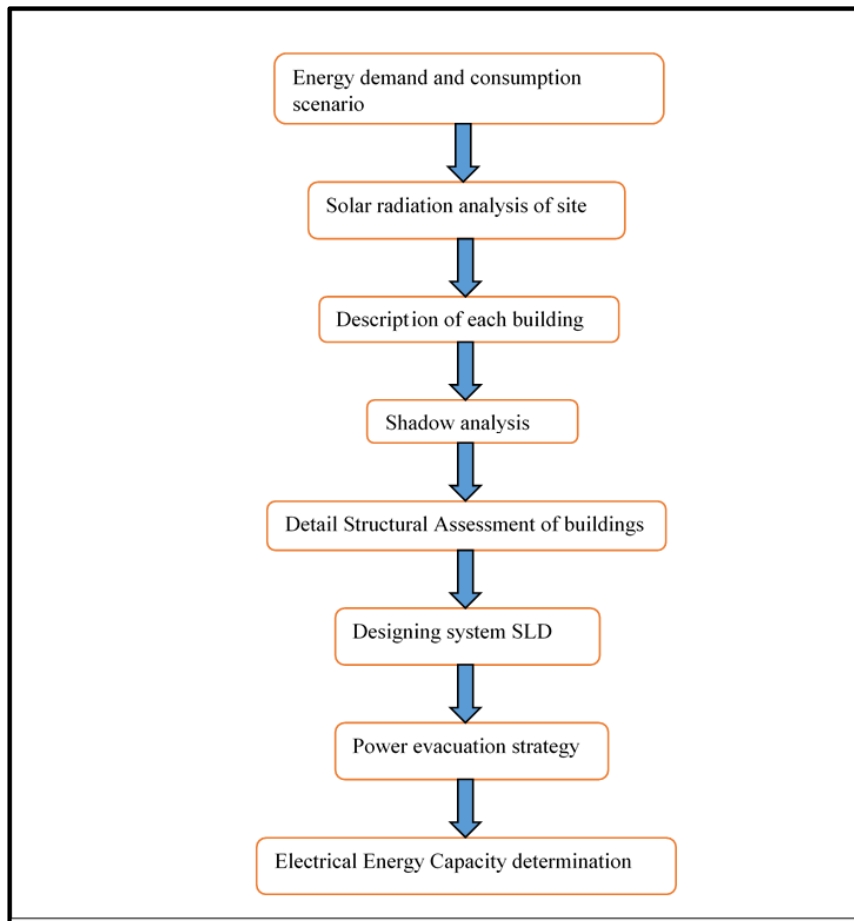 Energy demand and consumption
scenario
Solar radiation analysis of site
Description of each building
Shadow analysis
Detail Structural Assessment of buildings
Designing system SLD
Power evacuation strategy
Electrical Energy Capacity determination